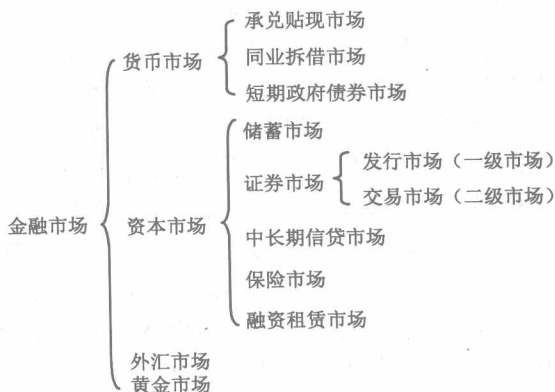 金融市场
货币市场
承兑贴现市场
同业拆借市场
短期政府债券市场
资本市场
储蓄市场
证券市场
发行市场（一级市场）
交易市场（二级市场）
中长期信贷市场
保险市场
融资租赁市场
外汇市场
黄金市场